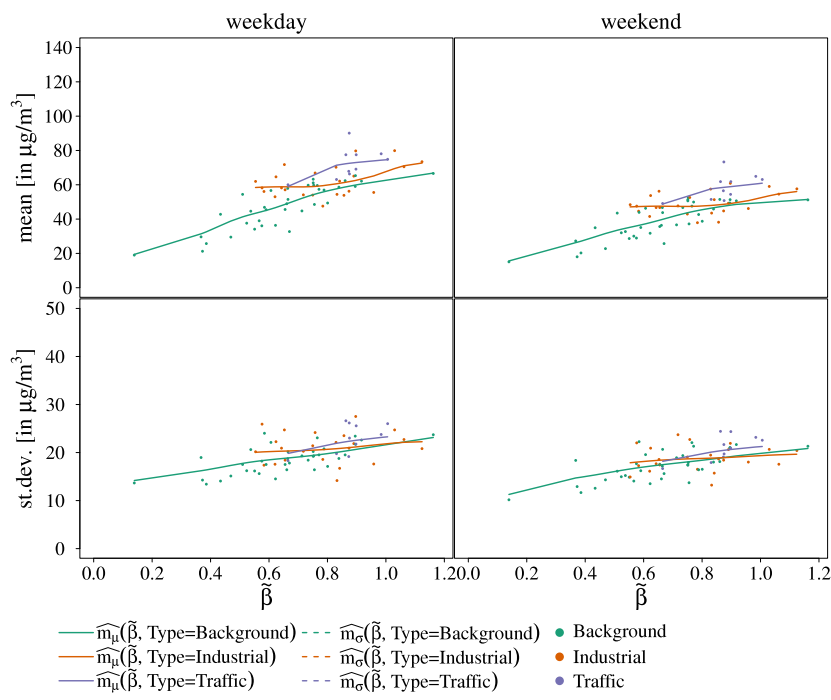 weekday weekend
mean [in μg/m³]
140
120
100
80
60
40
20
0
st.dev. [in μg/m³]
50
40
30
20
10
0
0.0 0.2 0.4 0.6 0.8 1.0 1.2 0.0 0.2 0.4 0.6 0.8 1.0 1.2
β̃ β̃
m̂μ(β̃, Type=Background) m̂σ(β̃, Type=Background) Background
m̂μ(β̃, Type=Industrial) m̂σ(β̃, Type=Industrial) Industrial
m̂μ(β̃, Type=Traffic) m̂σ(β̃, Type=Traffic) Traffic